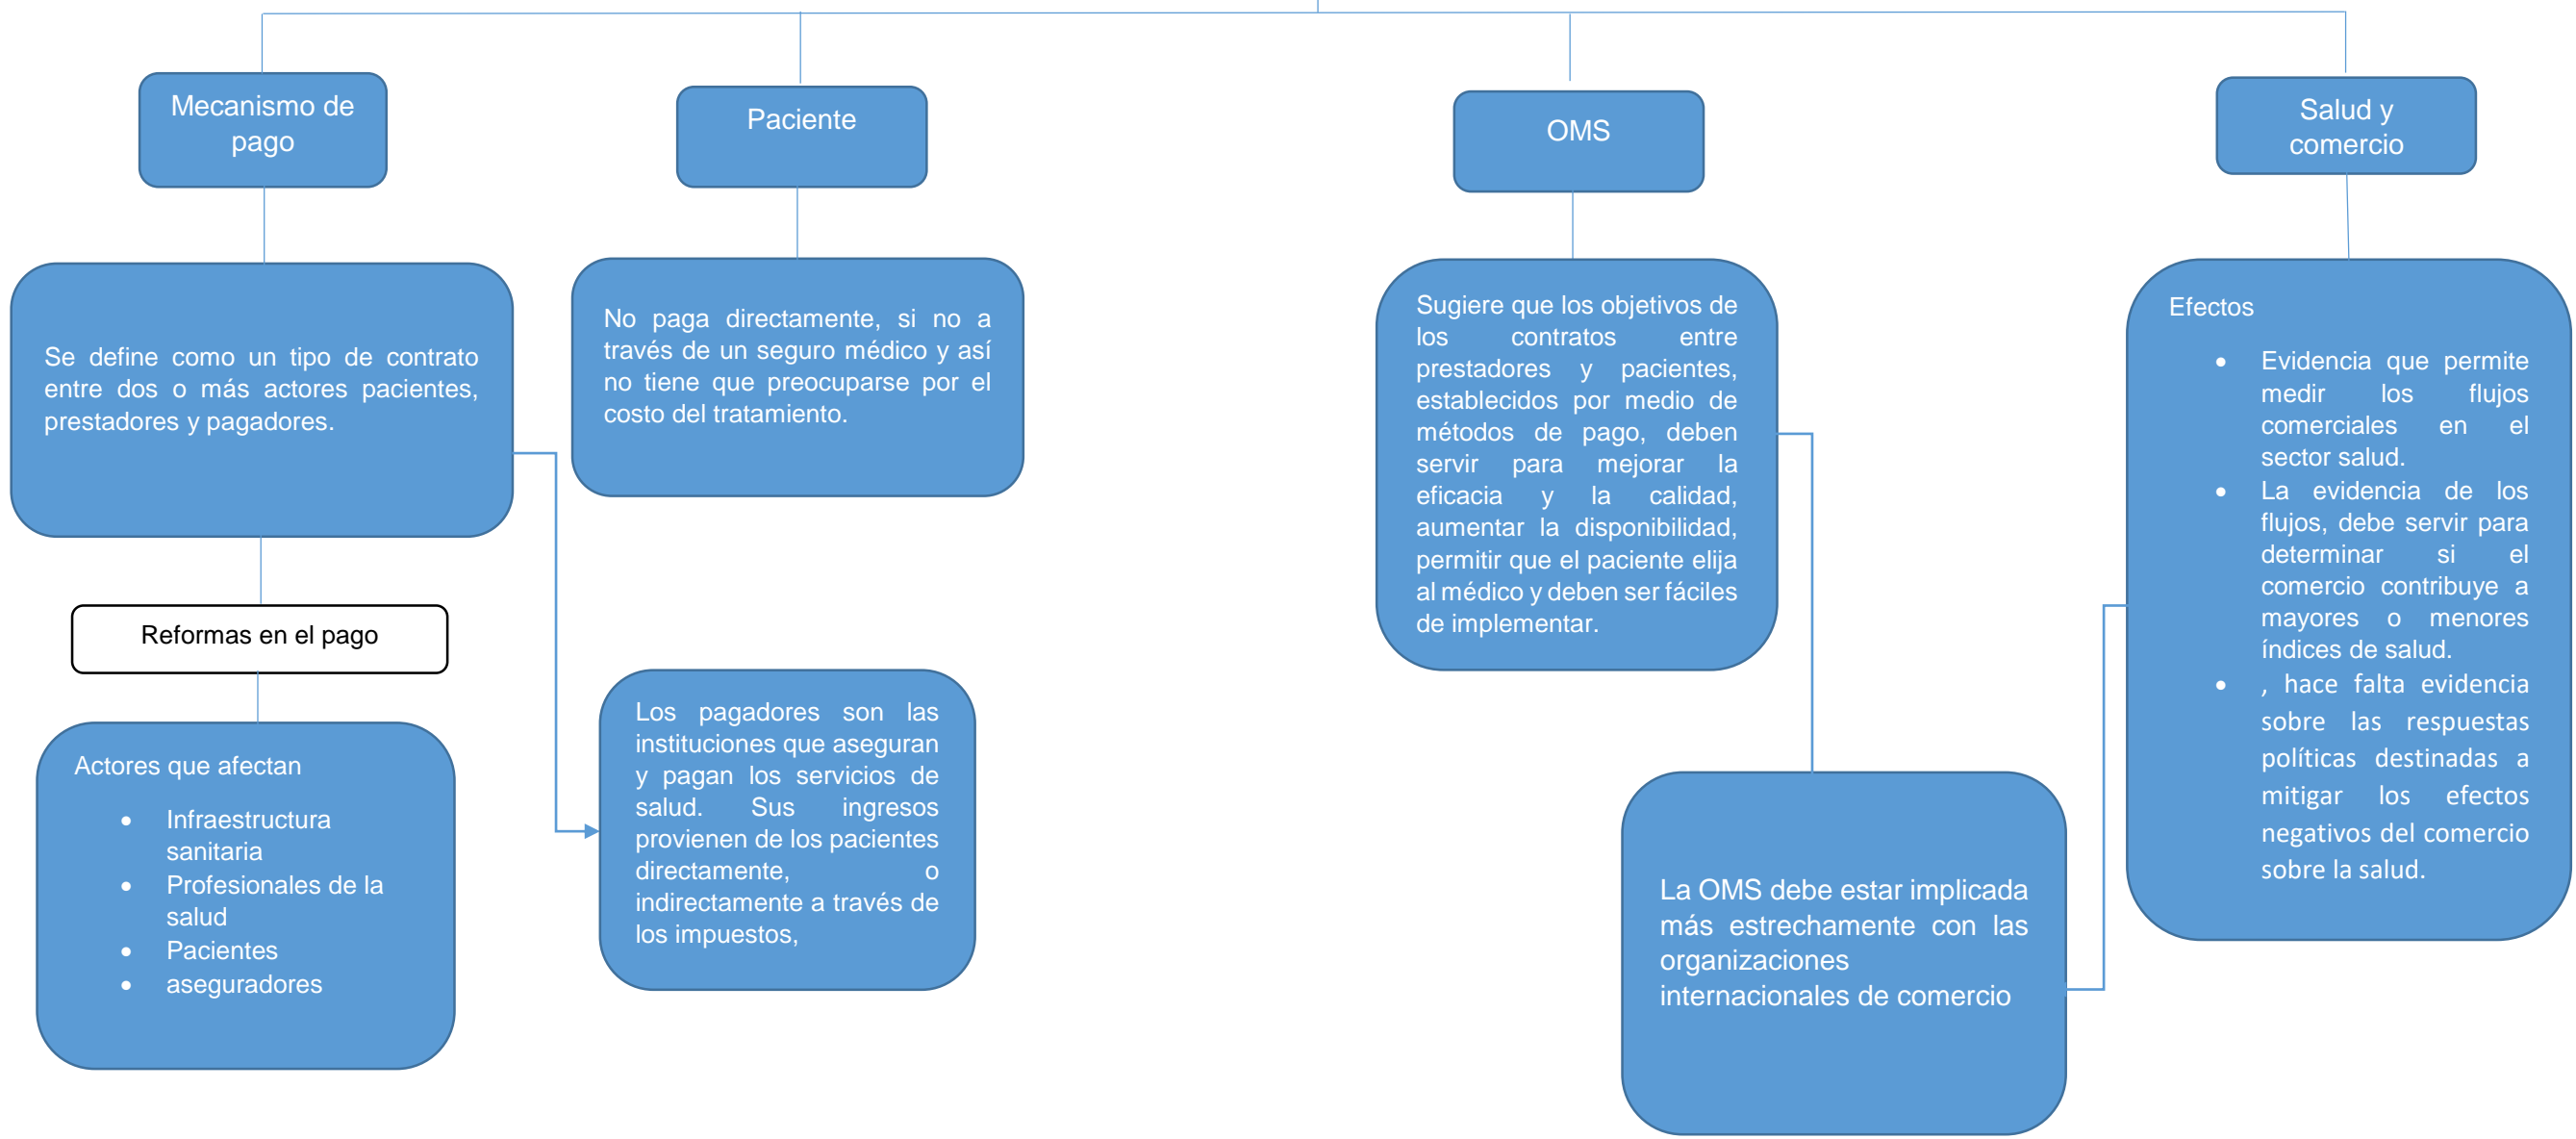 Mecanismo de
pago
Paciente
OMS
Salud y
comercio
Se define como un tipo de contrato
entre dos o más actores pacientes,
prestadores y pagadores.
No paga directamente, si no a
través de un seguro médico y así
no tiene que preocuparse por el
costo del tratamiento.
Sugiere que los objetivos de
los contratos entre
prestadores y pacientes,
establecidos por medio de
métodos de pago, deben
servir para mejorar la
eficacia y la calidad,
aumentar la disponibilidad,
permitir que el paciente elija
al médico y deben ser fáciles
de implementar.
Efectos
• Evidencia que permite
medir los flujos
comerciales en el
sector salud.
• La evidencia de los
flujos, debe servir para
determinar si el
comercio contribuye a
mayores o menores
índices de salud.
• , hace falta evidencia
sobre las respuestas
políticas destinadas a
mitigar los efectos
negativos del comercio
sobre la salud.
Reformas en el pago
Actores que afectan
• Infraestructura
sanitaria
• Profesionales de la
salud
• Pacientes
• aseguradores
Los pagadores son las
instituciones que aseguran
y pagan los servicios de
salud. Sus ingresos
provienen de los pacientes
directamente, o
indirectamente a través de
los impuestos,
La OMS debe estar implicada
más estrechamente con las
organizaciones
internacionales de comercio